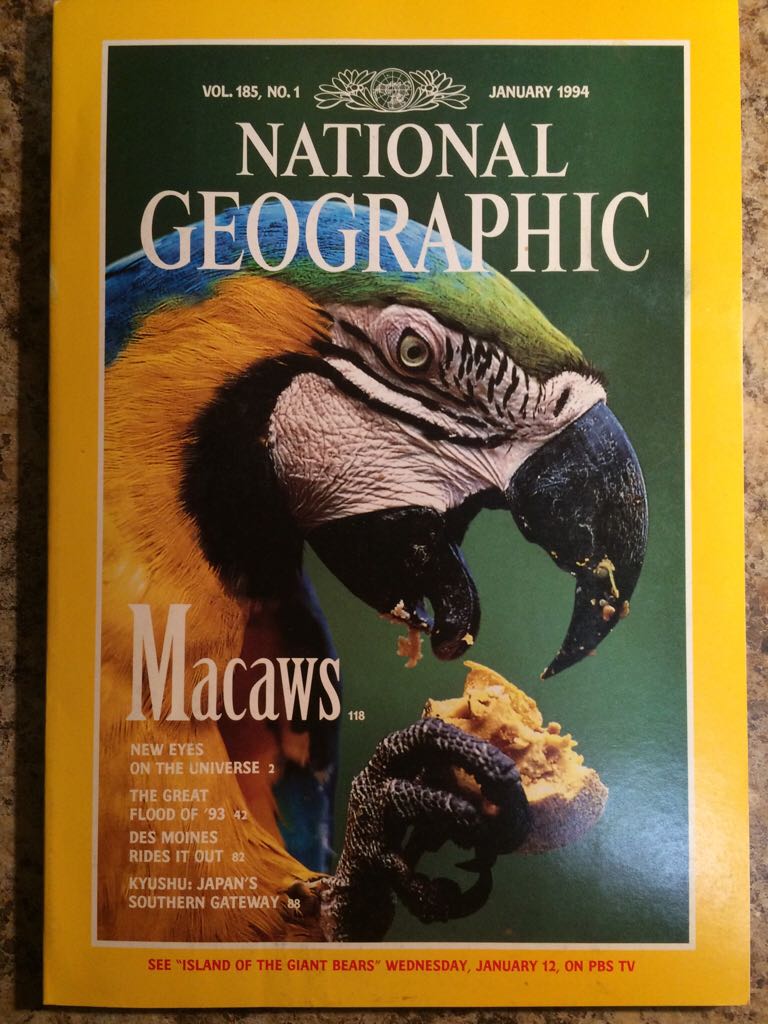 VOL. 185, NO. 1 JANUARY 1994
NATIONAL
GEOGRAPHIC
Macaws 118
NEW EYES
ON THE UNIVERSE 2
THE GREAT
FLOOD OF '93 42
DES MOINES
RIDES IT OUT 82
KYUSHU: JAPAN'S
SOUTHERN GATEWAY 88
SEE "ISLAND OF THE GIANT BEARS" WEDNESDAY, JANUARY 12, ON PBS TV